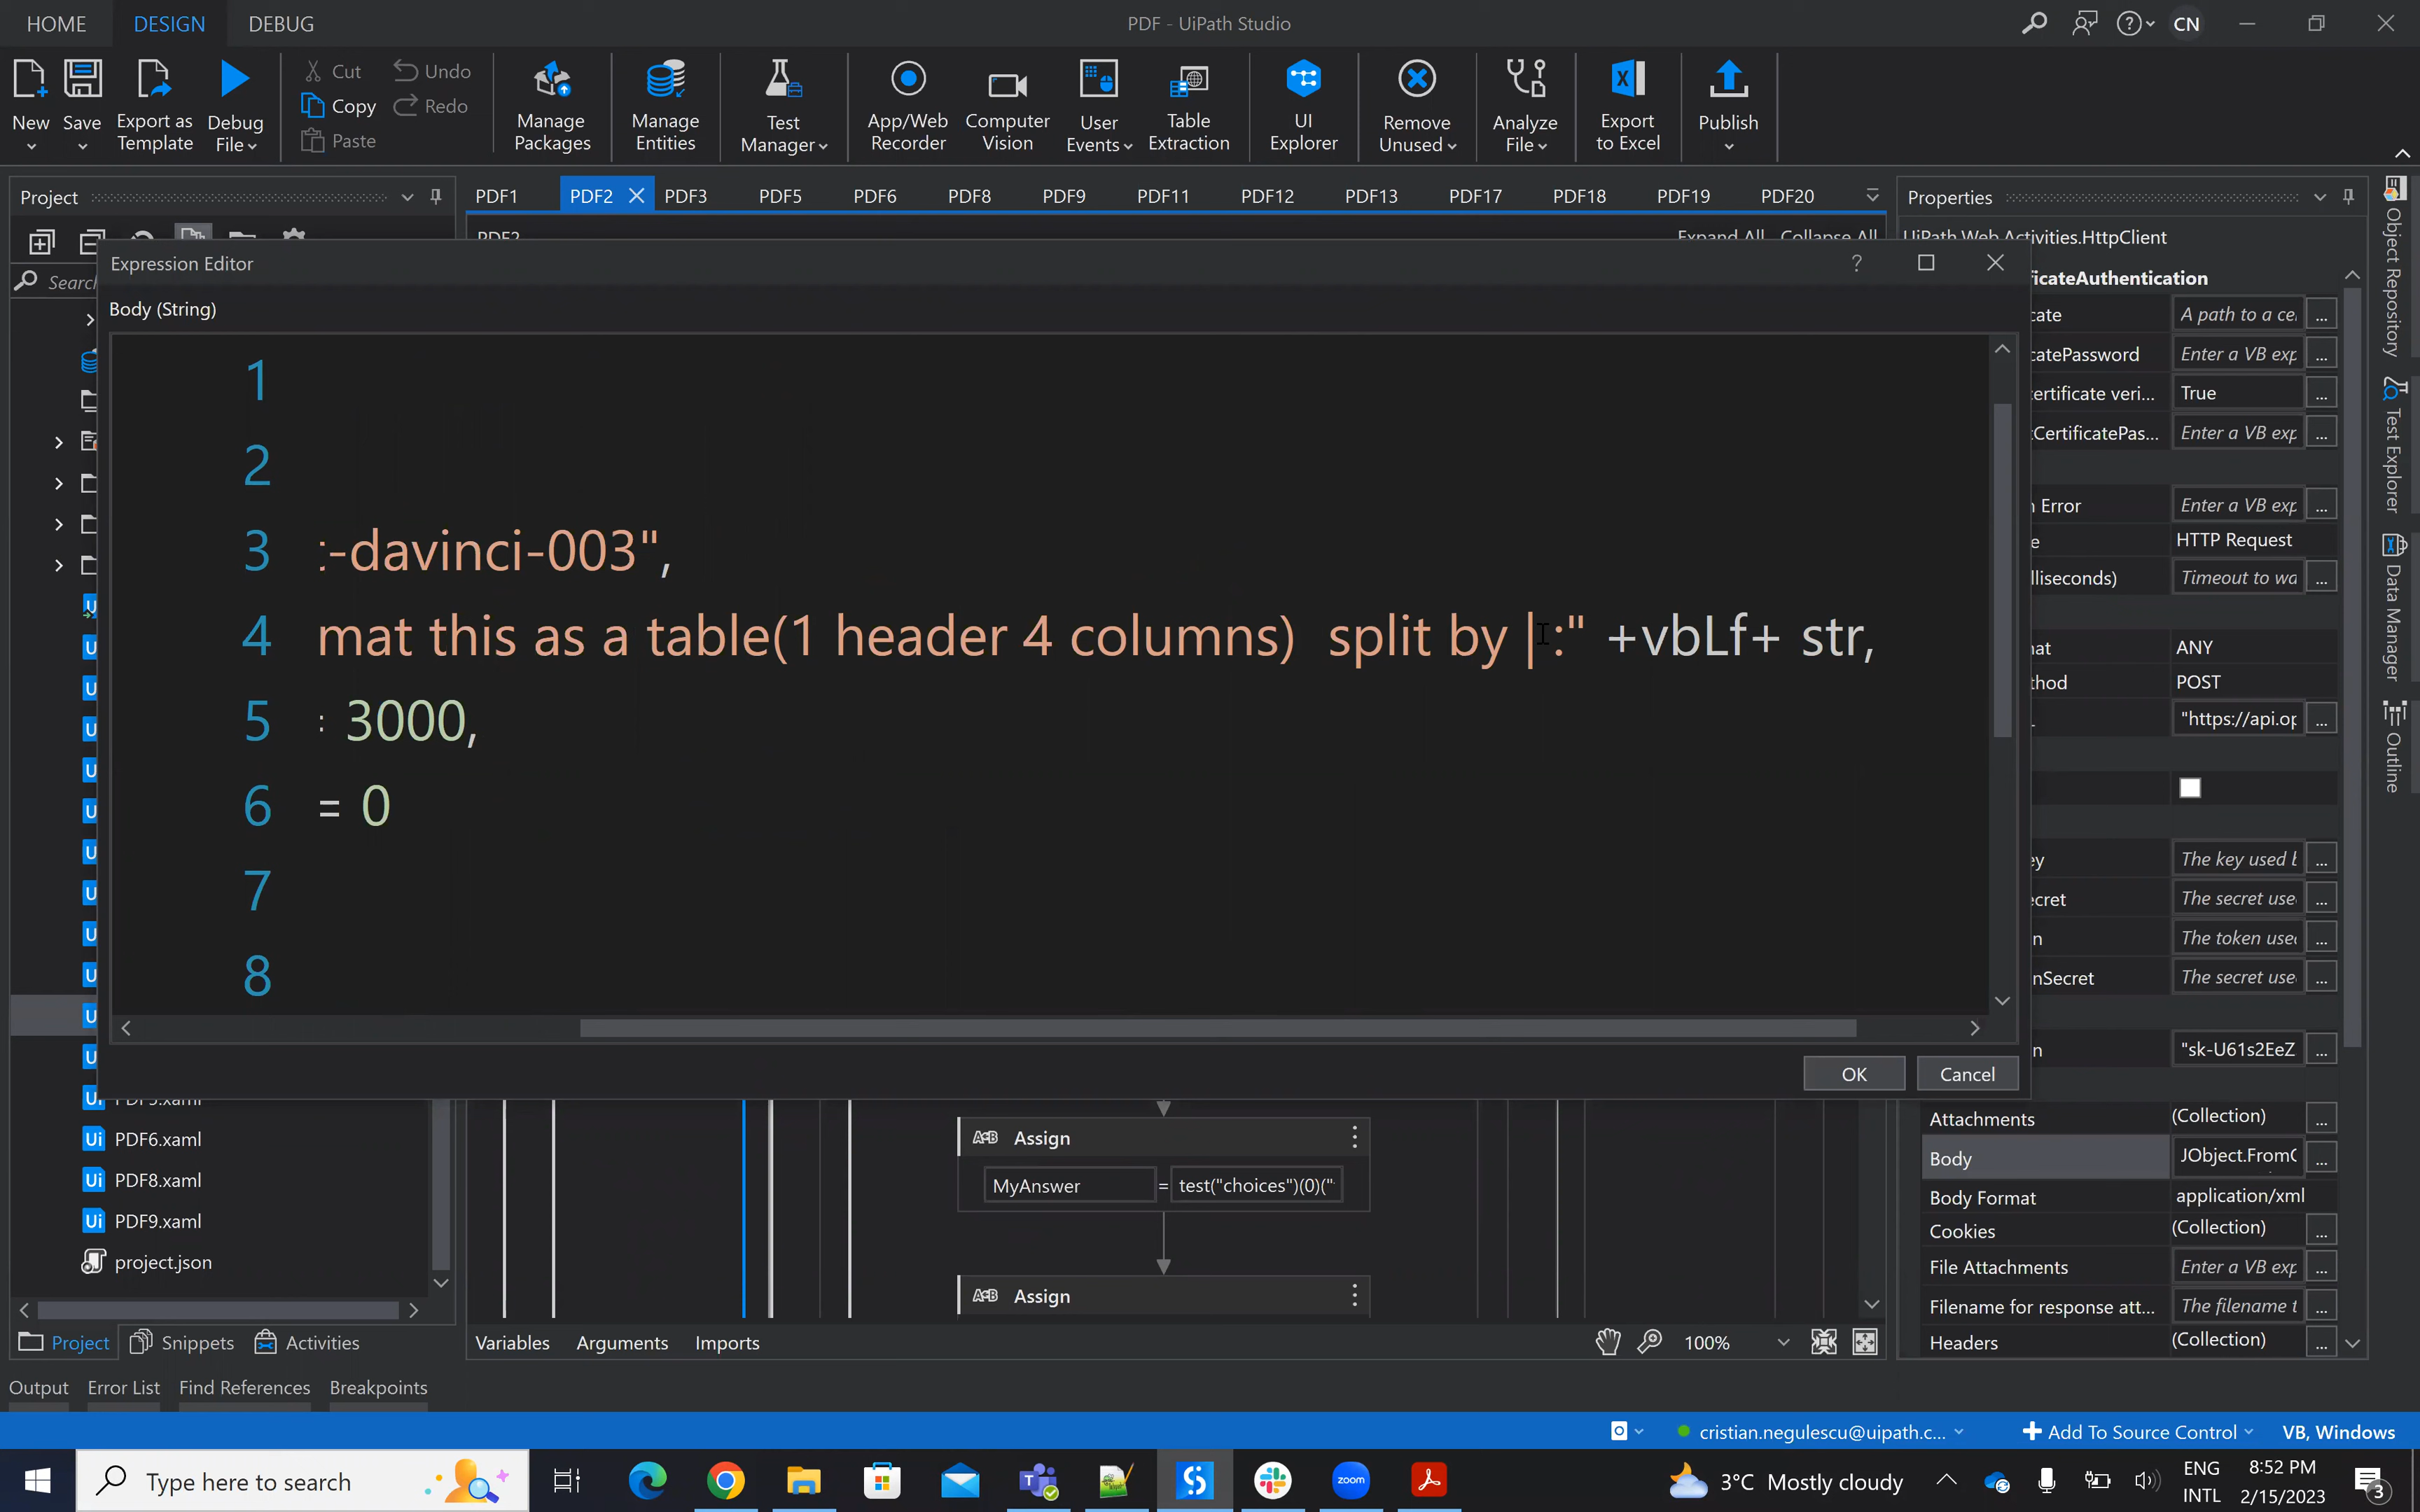 HOME DESIGN DEBUG PDF - UiPath Studio CN
Cut Undo
Copy Redo
Paste
New Save Export as Template Debug File Manage Packages Manage Entities Test Manager App/Web Recorder Computer Vision User Events Table Extraction UI Explorer Remove Unused Analyze File Export to Excel Publish
Project PDF1 PDF2 PDF3 PDF5 PDF6 PDF8 PDF9 PDF11 PDF12 PDF13 PDF17 PDF18 PDF19 PDF20 Properties
PDF2 Expand All Collapse All UiPath.Web.Activities.HttpClient
Expression Editor ?
Body (String)
1
2
3 :-davinci-003",
4 mat this as a table(1 header 4 columns)  split by |:" +vbLf+ str,
5 : 3000,
6 = 0
7
8
OK Cancel
icateAuthentication
cate A path to a ce
catePassword Enter a VB exp
ertificate veri... True
tCertificatePas... Enter a VB exp
n Error Enter a VB exp
e HTTP Request
lliseconds) Timeout to wa
nat ANY
thod POST
"https://api.op
ey The key used b
ecret The secret use
n The token used
nSecret The secret use
n "sk-U61s2EeZ
Attachments (Collection)
Body JObject.FromO
Body Format application/xml
Cookies (Collection)
File Attachments Enter a VB exp
Filename for response att... The filename t
Headers (Collection)
Object Repository
Test Explorer
Data Manager
Outline
PDF6.xaml
PDF8.xaml
PDF9.xaml
project.json
Assign
MyAnswer = test("choices")(0)("
Assign
Project Snippets Activities Variables Arguments Imports 100%
Output Error List Find References Breakpoints
cristian.negulescu@uipath.c... Add To Source Control VB, Windows
Type here to search zoom 3°C Mostly cloudy ENG INTL 8:52 PM 2/15/2023 3